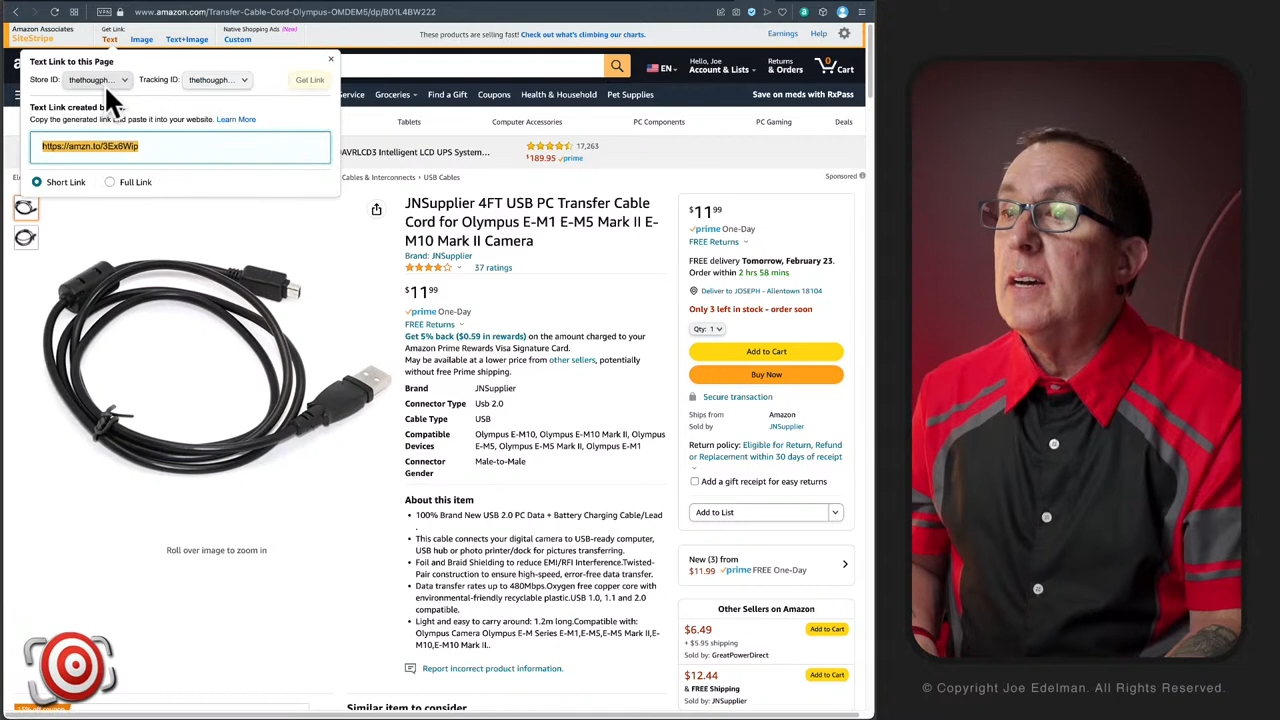 www.amazon.com/Transfer-Cable-Cord-Olympus-OMDEM5/dp/B01L4BW222
Amazon Associates
SiteStripe
Get Link:
Text
Image
Text+Image
Native Shopping Ads (New)
Custom
These products are selling fast! Check out what's climbing our charts.
Earnings
Help
Text Link to this Page
Store ID: thethougph...
Tracking ID: thethougph...
Get Link
Text Link created
Copy the generated link and paste it into your website. Learn More
https://amzn.to/3Ex6Wip
Short Link
Full Link
EN
Hello, Joe
Account & Lists
Returns
& Orders
0
Cart
Groceries
Find a Gift
Coupons
Health & Household
Pet Supplies
Save on meds with RxPass
Tablets
Computer Accessories
PC Components
PC Gaming
Deals
AVRLCD3 Intelligent LCD UPS System...
17,263
$189.95 prime
Cables & Interconnects › USB Cables
Sponsored
JNSupplier 4FT USB PC Transfer Cable
Cord for Olympus E-M1 E-M5 Mark II E-
M10 Mark II Camera
Brand: JNSupplier
37 ratings
$11 99
prime One-Day
FREE Returns
Get 5% back ($0.59 in rewards) on the amount charged to your
Amazon Prime Rewards Visa Signature Card.
May be available at a lower price from other sellers, potentially
without free Prime shipping.
Brand JNSupplier
Connector Type Usb 2.0
Cable Type USB
Compatible Olympus E-M10, Olympus E-M10 Mark II, Olympus
Devices E-M5, Olympus E-M5 Mark II, Olympus E-M1
Connector Male-to-Male
Gender
About this item
• 100% Brand New USB 2.0 PC Data + Battery Charging Cable/Lead
.
• This cable connects your digital camera to USB-ready computer,
USB hub or photo printer/dock for pictures transferring.
• Foil and Braid Shielding to reduce EMI/RFI Interference.Twisted-
Pair construction to ensure high-speed, error-free data transfer.
• Data transfer rates up to 480MBps.Oxygen free copper core with
environmental-friendly recyclable plastic.USB 1.0, 1.1 and 2.0
compatible.
• Light and easy to carry around: 1.2m long.Compatible with:
Olympus Camera Olympus E-M Series E-M1,E-M5,E-M5 Mark II,E-
M10,E-M10 Mark II..
Report incorrect product information.
Roll over image to zoom in
Similar item to consider
$11 99
prime One-Day
FREE Returns
FREE delivery Tomorrow, February 23.
Order within 2 hrs 58 mins
Deliver to JOSEPH - Allentown 18104
Only 3 left in stock - order soon
Qty: 1
Add to Cart
Buy Now
Secure transaction
Ships from Amazon
Sold by JNSupplier
Return policy: Eligible for Return, Refund
or Replacement within 30 days of receipt
Add a gift receipt for easy returns
Add to List
New (3) from
$11.99 prime FREE One-Day
Other Sellers on Amazon
$6.49
+ $5.95 shipping
Sold by: GreatPowerDirect
Add to Cart
$12.44
& FREE Shipping
Sold by: JNSupplier
Add to Cart
© Copyright Joe Edelman. All Rights Reserved.